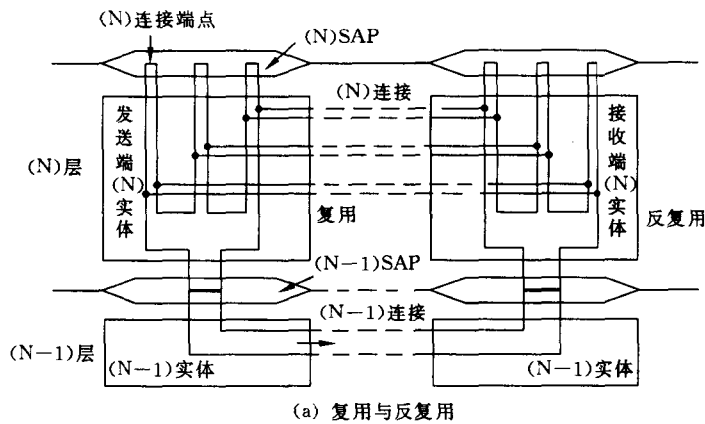 (N)连接端点
(N)SAP
(N)连接
发送端(N)实体
接收端(N)实体
(N)层
复用
反复用
(N-1)SAP
(N-1)连接
(N-1)层
(N-1)实体
(N-1)实体
(a) 复用与反复用